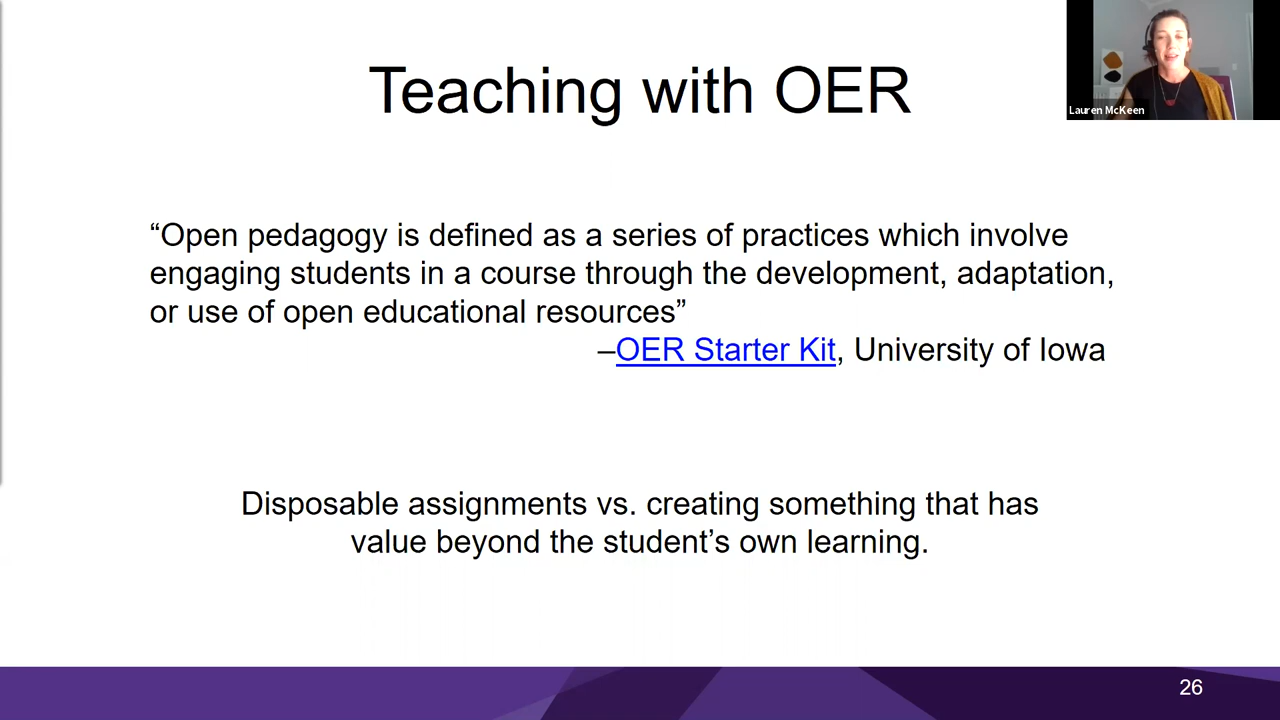 Teaching with OER
Lauren McKeen
“Open pedagogy is defined as a series of practices which involve
engaging students in a course through the development, adaptation,
or use of open educational resources”
–OER Starter Kit, University of Iowa
Disposable assignments vs. creating something that has
value beyond the student’s own learning.
26